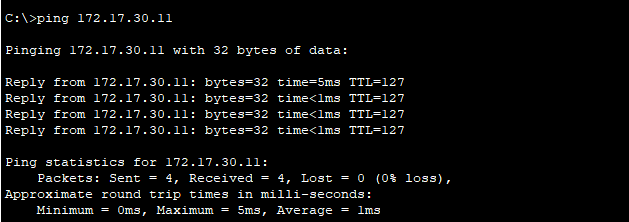 C:\>ping 172.17.30.11
Pinging 172.17.30.11 with 32 bytes of data:
Reply from 172.17.30.11: bytes=32 time=5ms TTL=127
Reply from 172.17.30.11: bytes=32 time<1ms TTL=127
Reply from 172.17.30.11: bytes=32 time<1ms TTL=127
Reply from 172.17.30.11: bytes=32 time<1ms TTL=127
Ping statistics for 172.17.30.11:
    Packets: Sent = 4, Received = 4, Lost = 0 (0% loss),
Approximate round trip times in milli-seconds:
    Minimum = 0ms, Maximum = 5ms, Average = 1ms